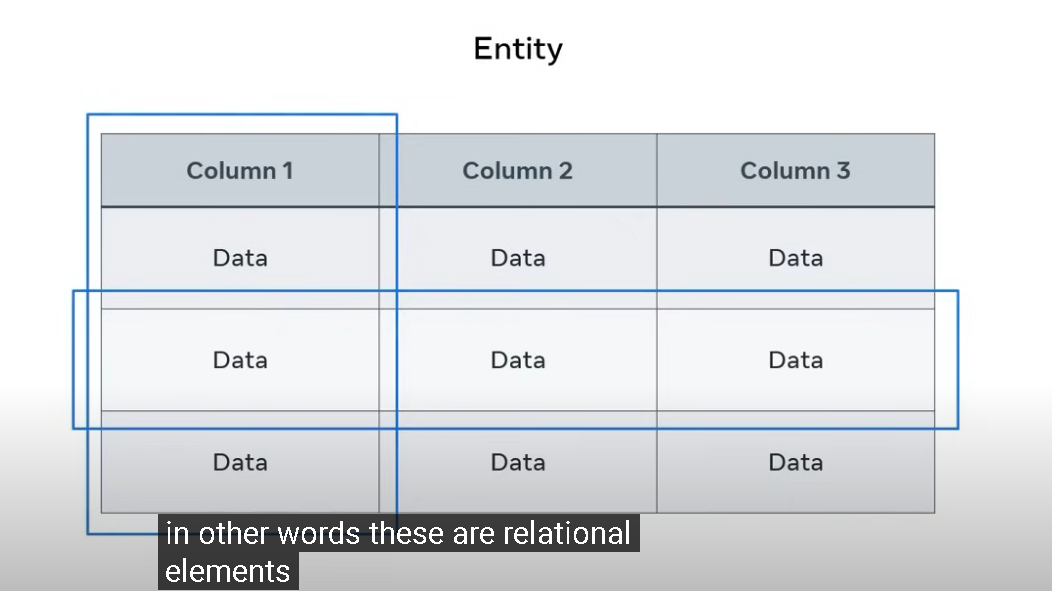 Entity
Column 1 Column 2 Column 3
Data Data Data
Data Data Data
Data Data Data
in other words these are relational
elements